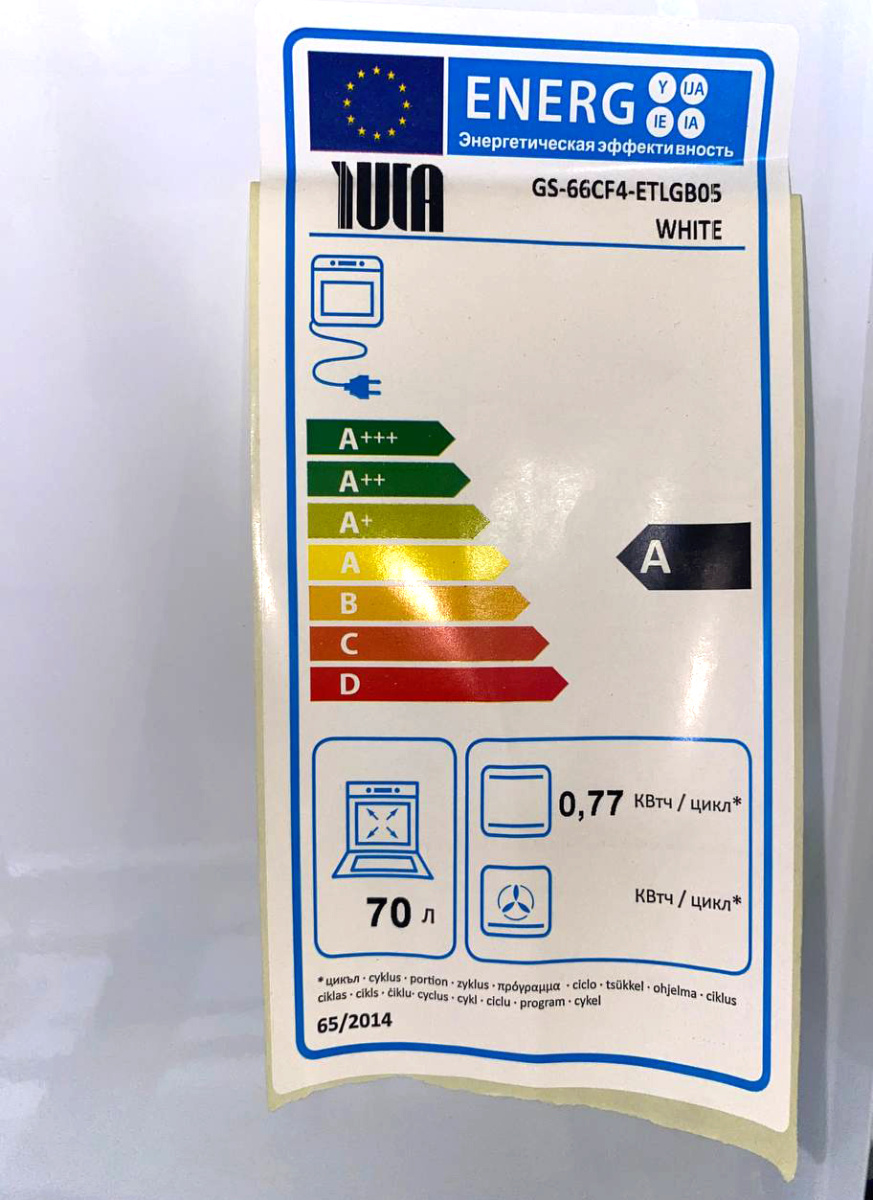 ENERG Y IJA
IE IA
Энергетическая эффективность
GS-66CF4-ETLGB05
WHITE
A+++
A++
A+
A
A
B
C
D
0,77 КВтч / цикл*
70 л
КВтч / цикл*
*цикъл · cyklus · portion · zyklus · πρόγραμμα · ciclo · tsükkel · ohjelma · ciklus
ciklas · cikls · ċiklu· cyclus · cykl · ciclu · program · cykel
65/2014